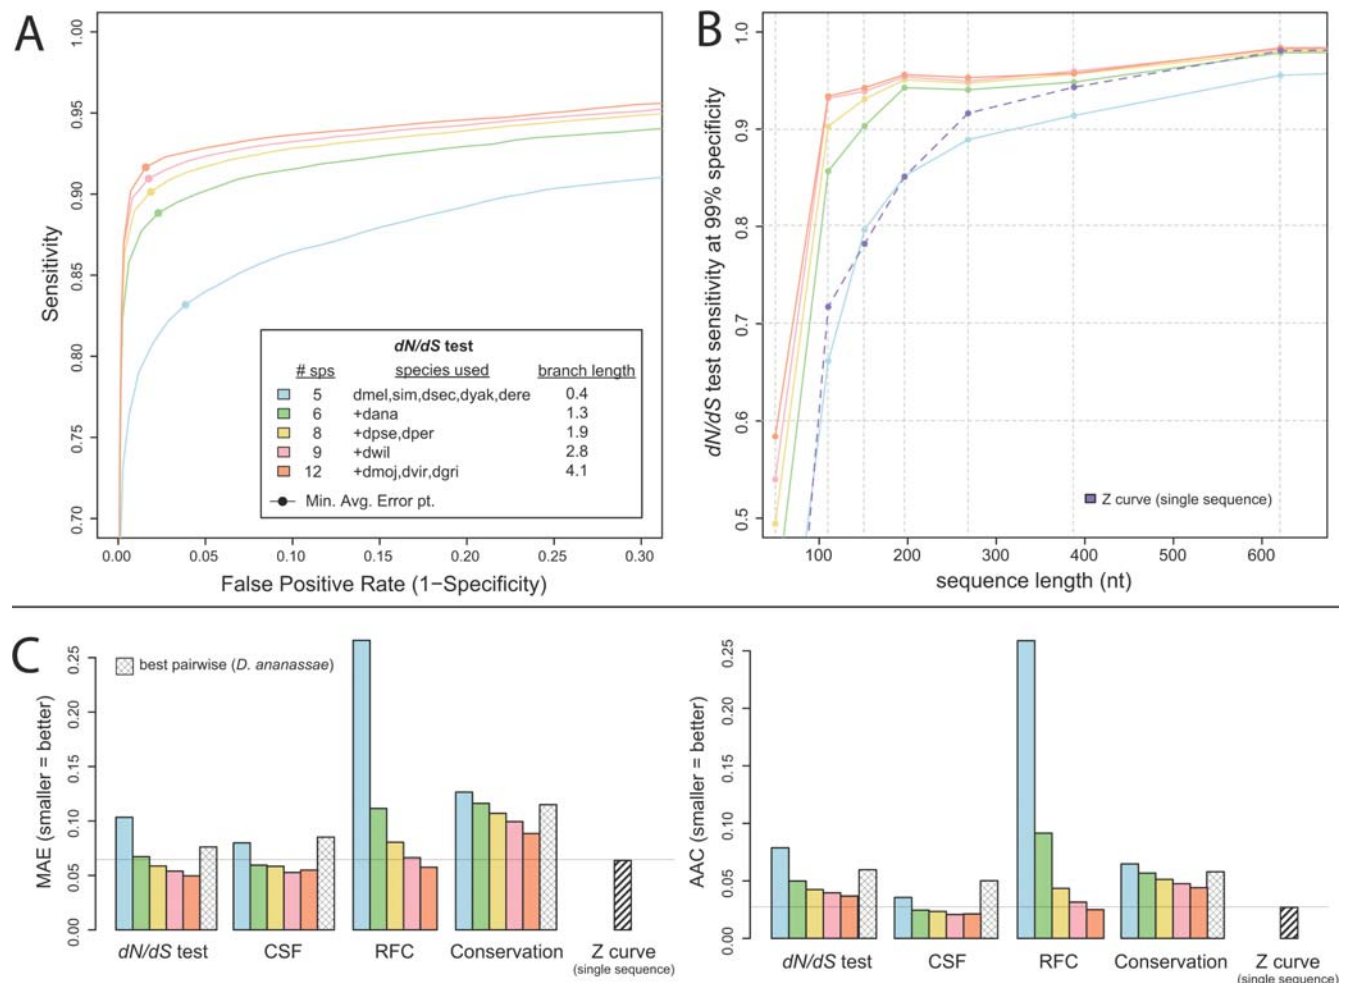 A
Sensitivity
1.00
0.95
0.90
0.85
0.80
0.75
0.70
dN/dS test
# sps species used branch length
5 dmel,sim,dsec,dyak,dere 0.4
6 +dana 1.3
8 +dpse,dper 1.9
9 +dwil 2.8
12 +dmoj,dvir,dgri 4.1
Min. Avg. Error pt.
0.00 0.05 0.10 0.15 0.20 0.25 0.30
False Positive Rate (1−Specificity)
B
dN/dS test sensitivity at 99% specificity
1.0
0.9
0.8
0.7
0.6
0.5
Z curve (single sequence)
100 200 300 400 500 600
sequence length (nt)
C
MAE (smaller = better)
0.25
0.20
0.15
0.10
0.05
0.00
best pairwise (D. ananassae)
dN/dS test CSF RFC Conservation Z curve
(single sequence)
AAC (smaller = better)
0.25
0.20
0.15
0.10
0.05
0.00
dN/dS test CSF RFC Conservation Z curve
(single sequence)